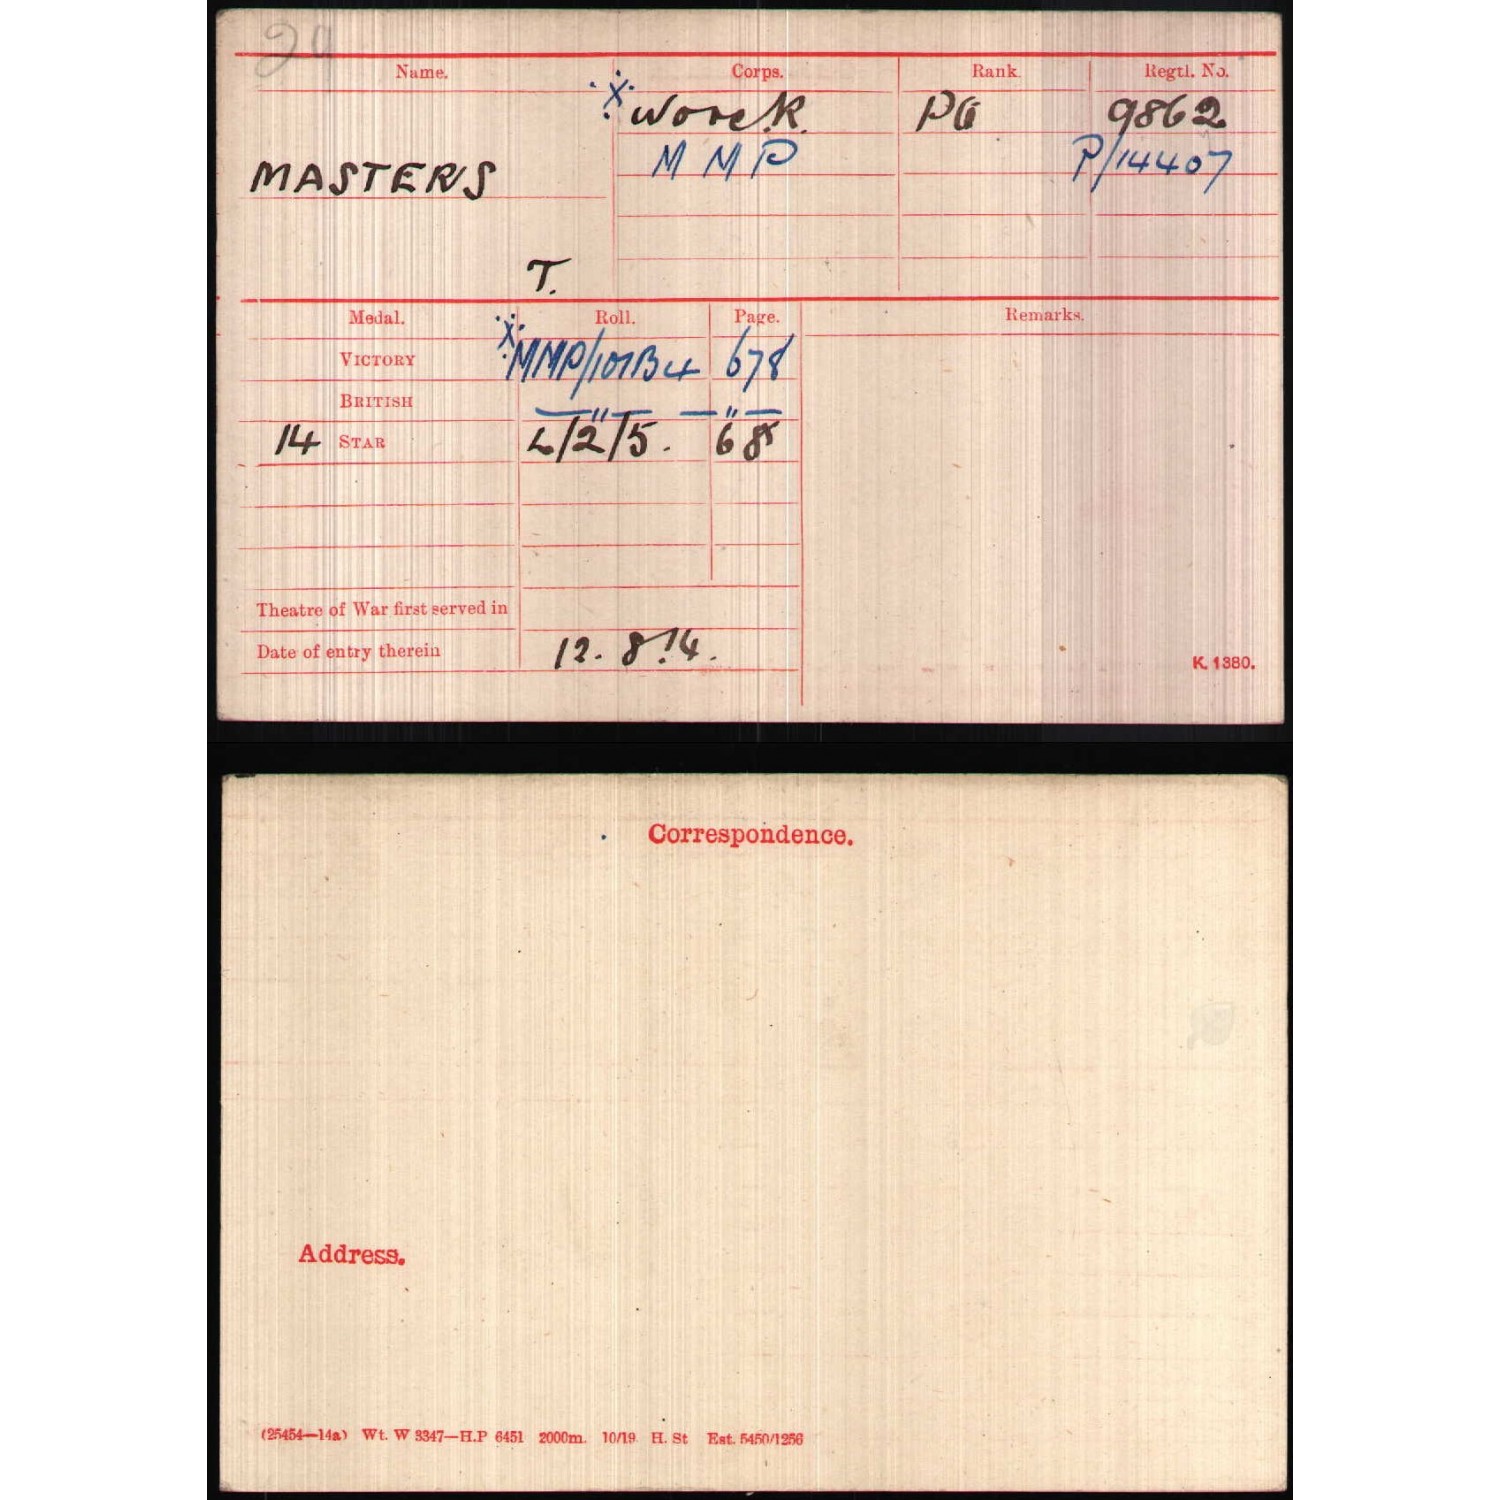 29
Name. Corps. Rank. Regtl. No.
X Worc.R. PG 9862
MMP P/14407
MASTERS
T.
Medal. Roll. Page. Remarks.
VICTORY X MMP/101B4 678
BRITISH — " — — " —
14 STAR L/2/5. 68
Theatre of War first served in
Date of entry therein 12.8.14.
K. 1380.
Correspondence.
Address.
(25454—14a) Wt. W 3347—H.P 6451 2000m. 10/19 H. St Est. 5450/1256